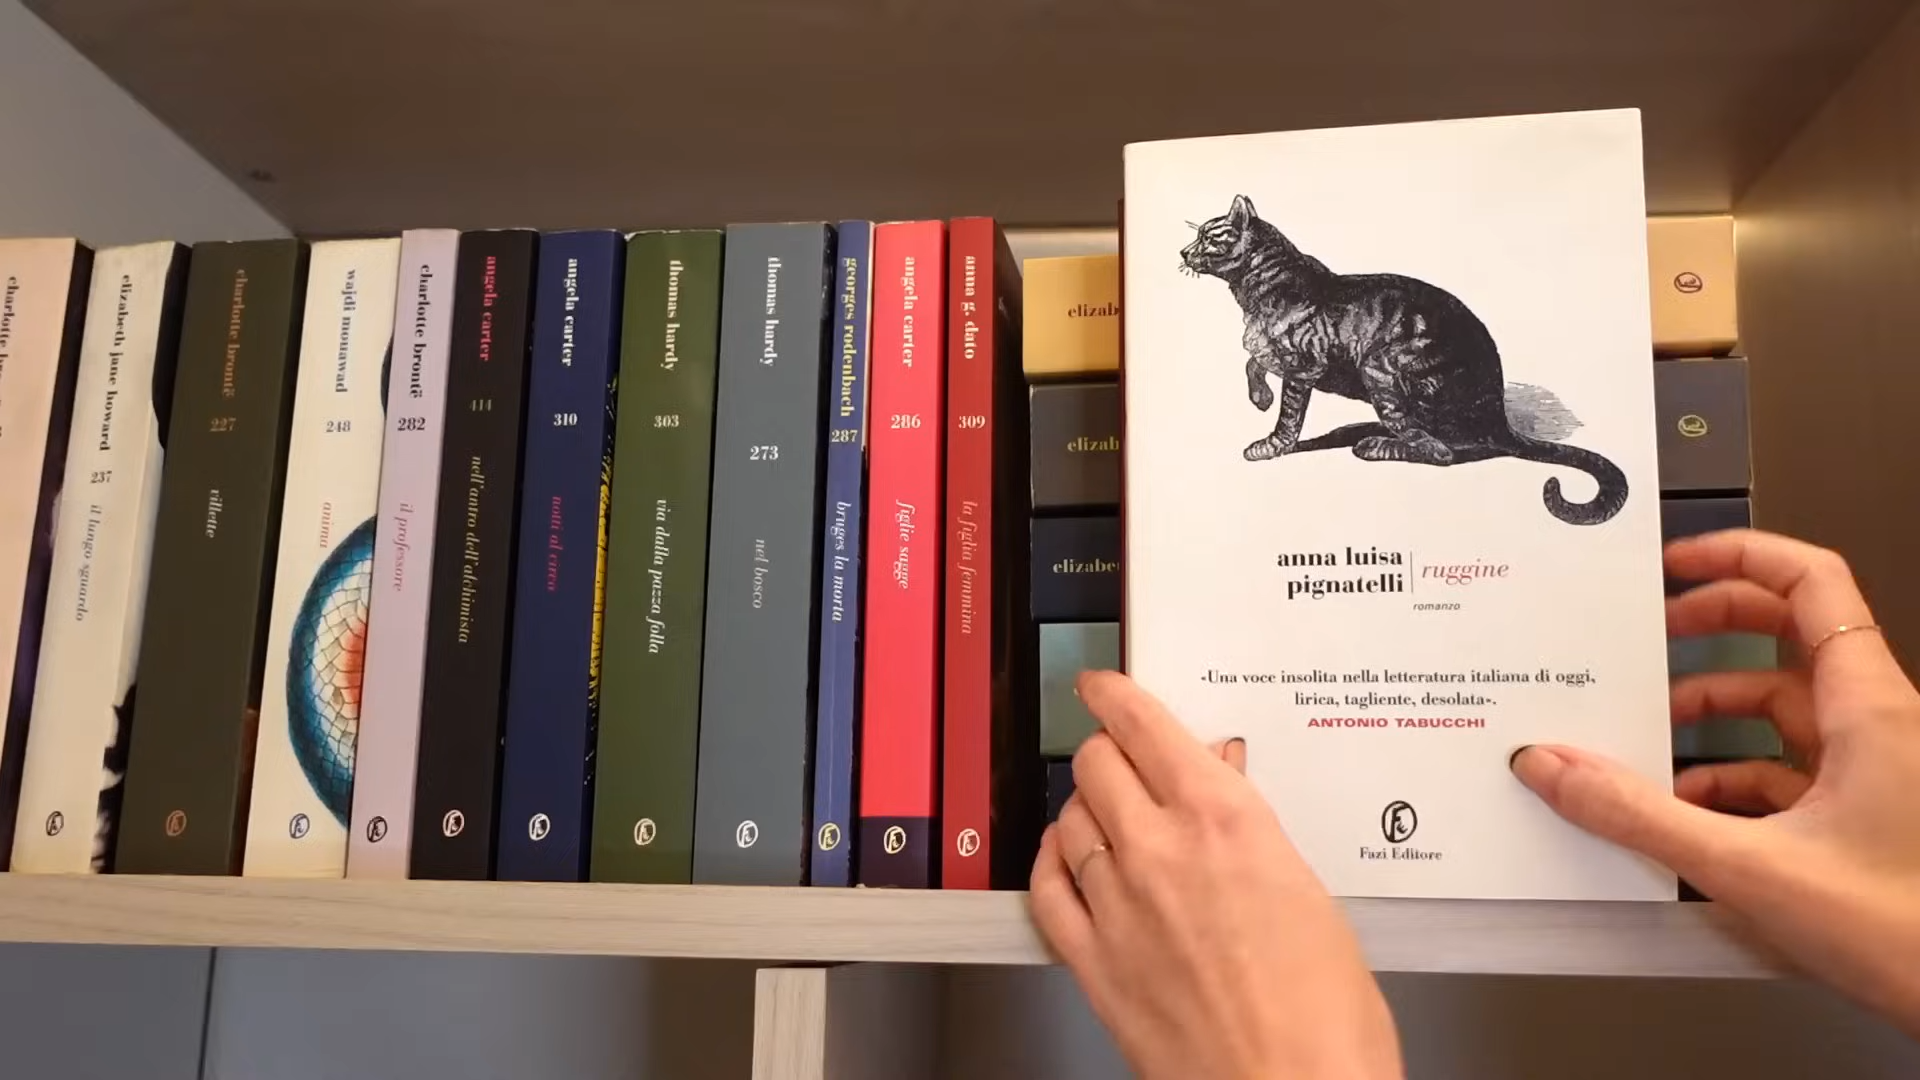 elizabeth jane howard
237
il lungo sguardo
charlotte brontë
227
villette
wajdi mouawad
248
anima
charlotte brontë
282
il professore
angela carter
414
nell'antro dell'alchimista
angela carter
310
notti al circo
thomas hardy
303
via dalla pazza folla
thomas hardy
273
nel bosco
georges rodenbach
287
bruges la morta
angela carter
286
figlie sagge
anna g. dato
309
la figlia femmina
elizab
elizab
elizabe
anna luisa
pignatelli
ruggine
romanzo
«Una voce insolita nella letteratura italiana di oggi,
lirica, tagliente, desolata».
ANTONIO TABUCCHI
Fazi Editore